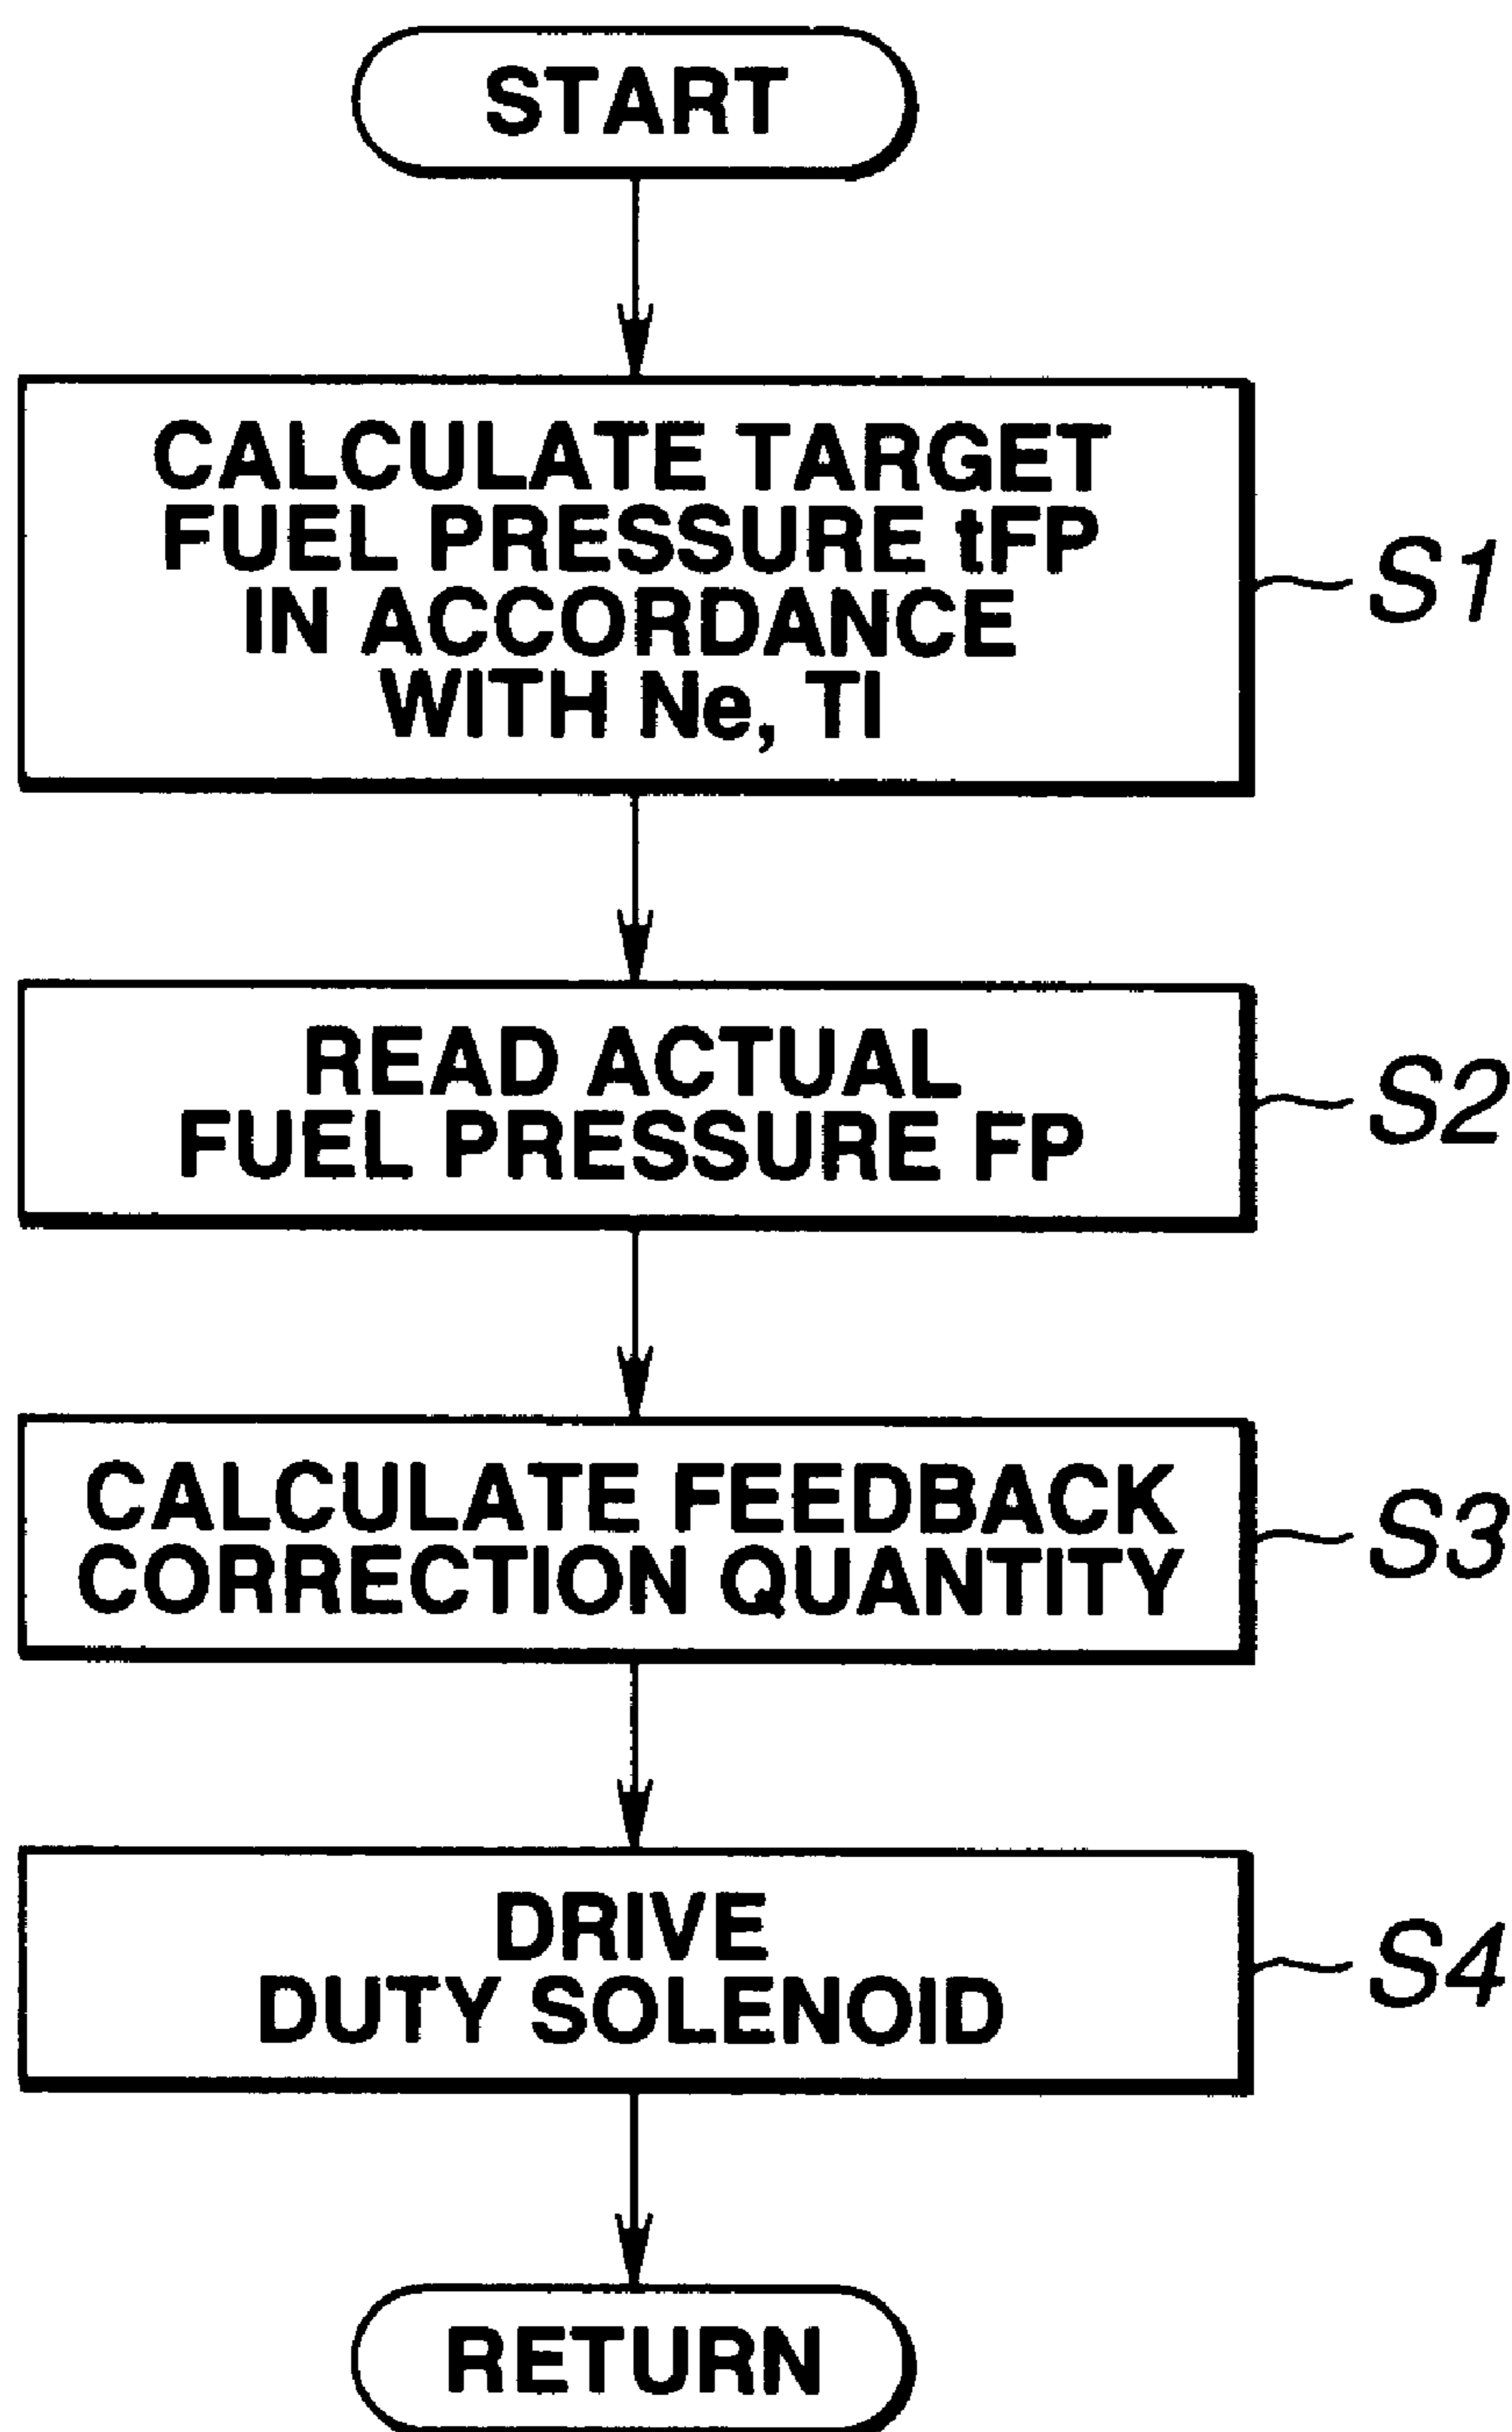 START
CALCULATE TARGET
FUEL PRESSURE tFP
IN ACCORDANCE
WITH Ne, TI
S1
READ ACTUAL
FUEL PRESSURE FP
S2
CALCULATE FEEDBACK
CORRECTION QUANTITY
S3
DRIVE
DUTY SOLENOID
S4
RETURN